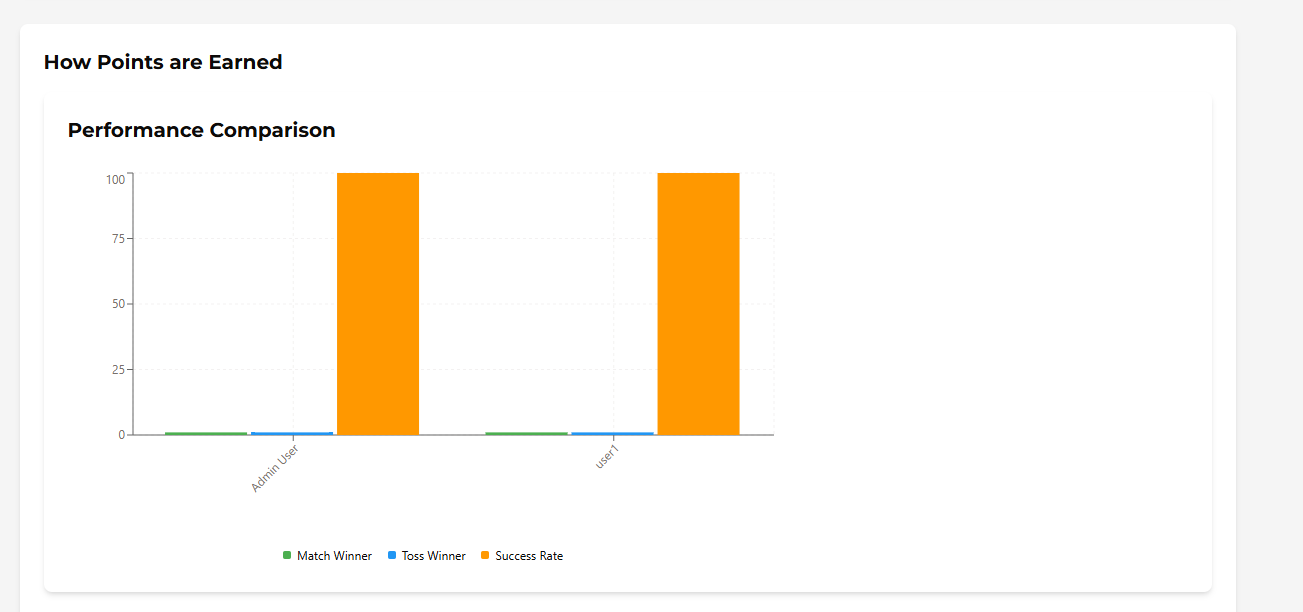 How Points are Earned
Performance Comparison
100
75
50
25
0
Admin User
user1
Match Winner
Toss Winner
Success Rate